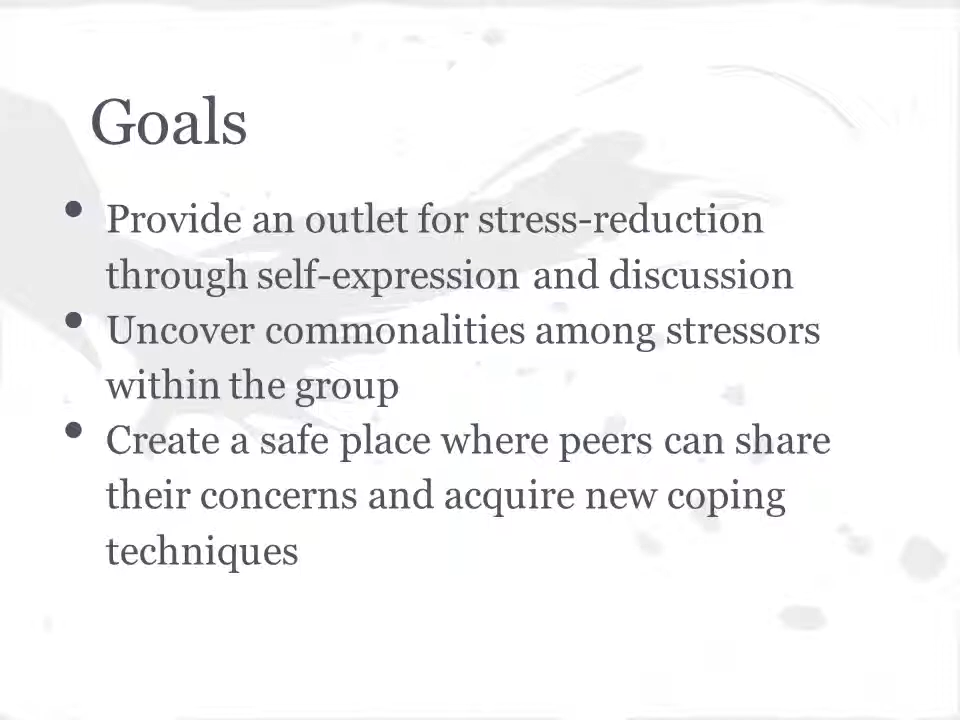 Goals
• Provide an outlet for stress-reduction
through self-expression and discussion
• Uncover commonalities among stressors
within the group
• Create a safe place where peers can share
their concerns and acquire new coping
techniques